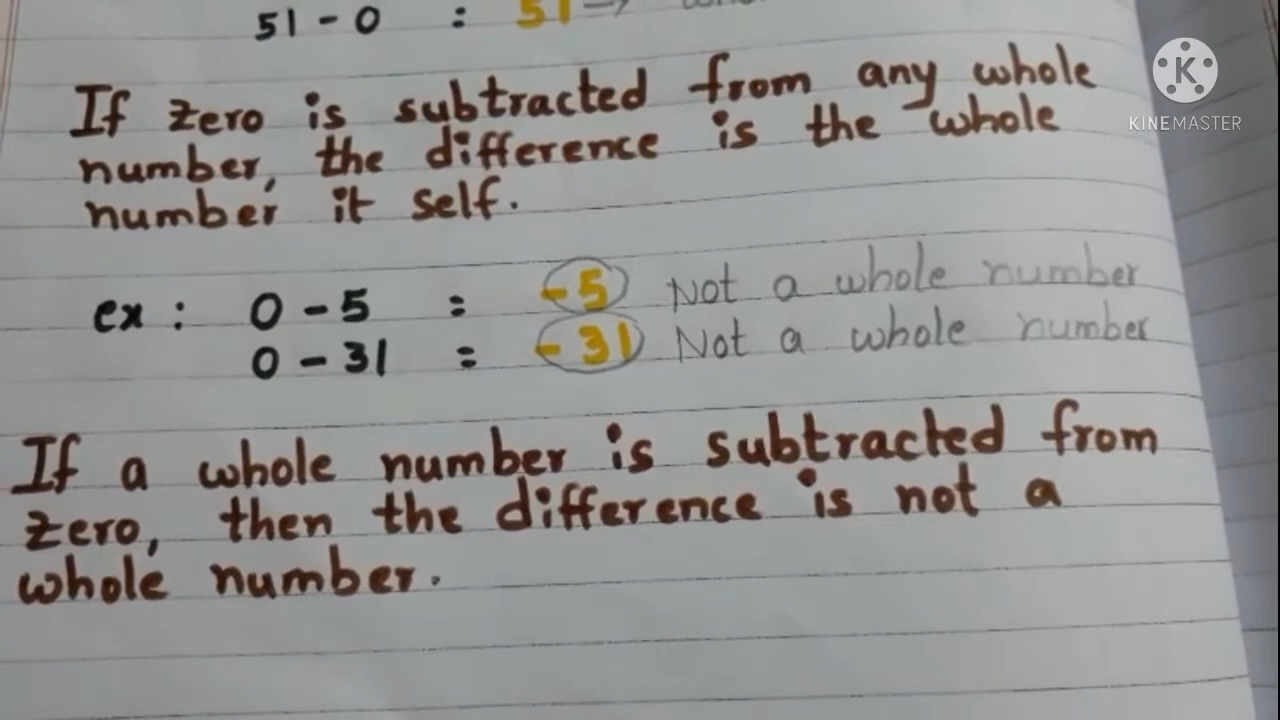 51 - 0 : 51 →
If zero is subtracted from any whole
number, the difference is the whole
number it self.
ex : 0 - 5 = -5 Not a whole number
0 - 31 = - 31 Not a whole number
If a whole number is subtracted from
zero, then the difference is not a
whole number.
K
KINEMASTER